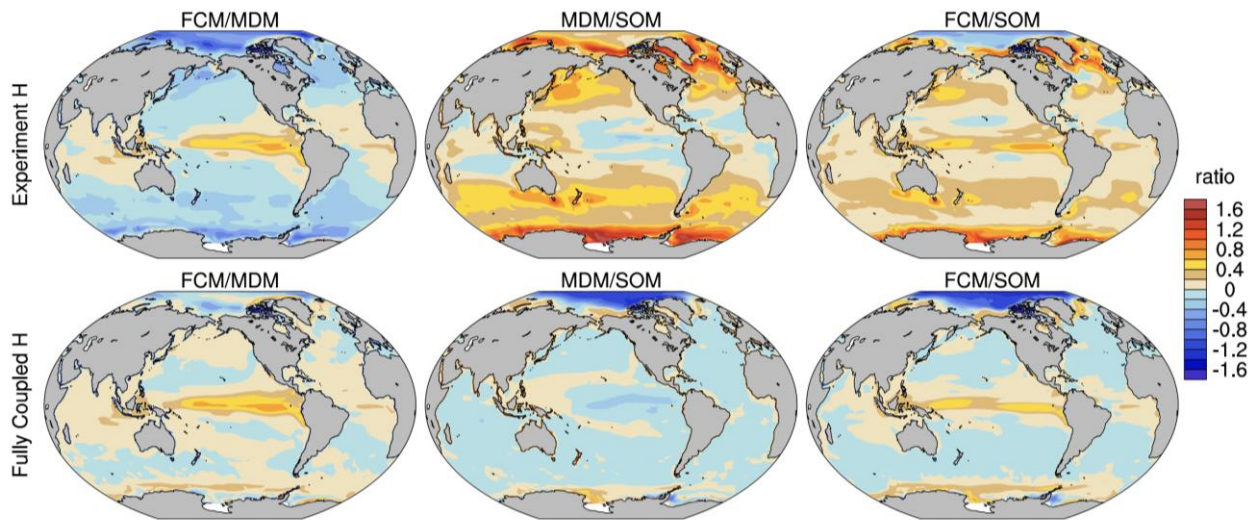 FCM/MDM
MDM/SOM
FCM/SOM
Experiment H
FCM/MDM
MDM/SOM
FCM/SOM
Fully Coupled H
ratio
1.6
1.2
0.8
0.4
0
-0.4
-0.8
-1.2
-1.6